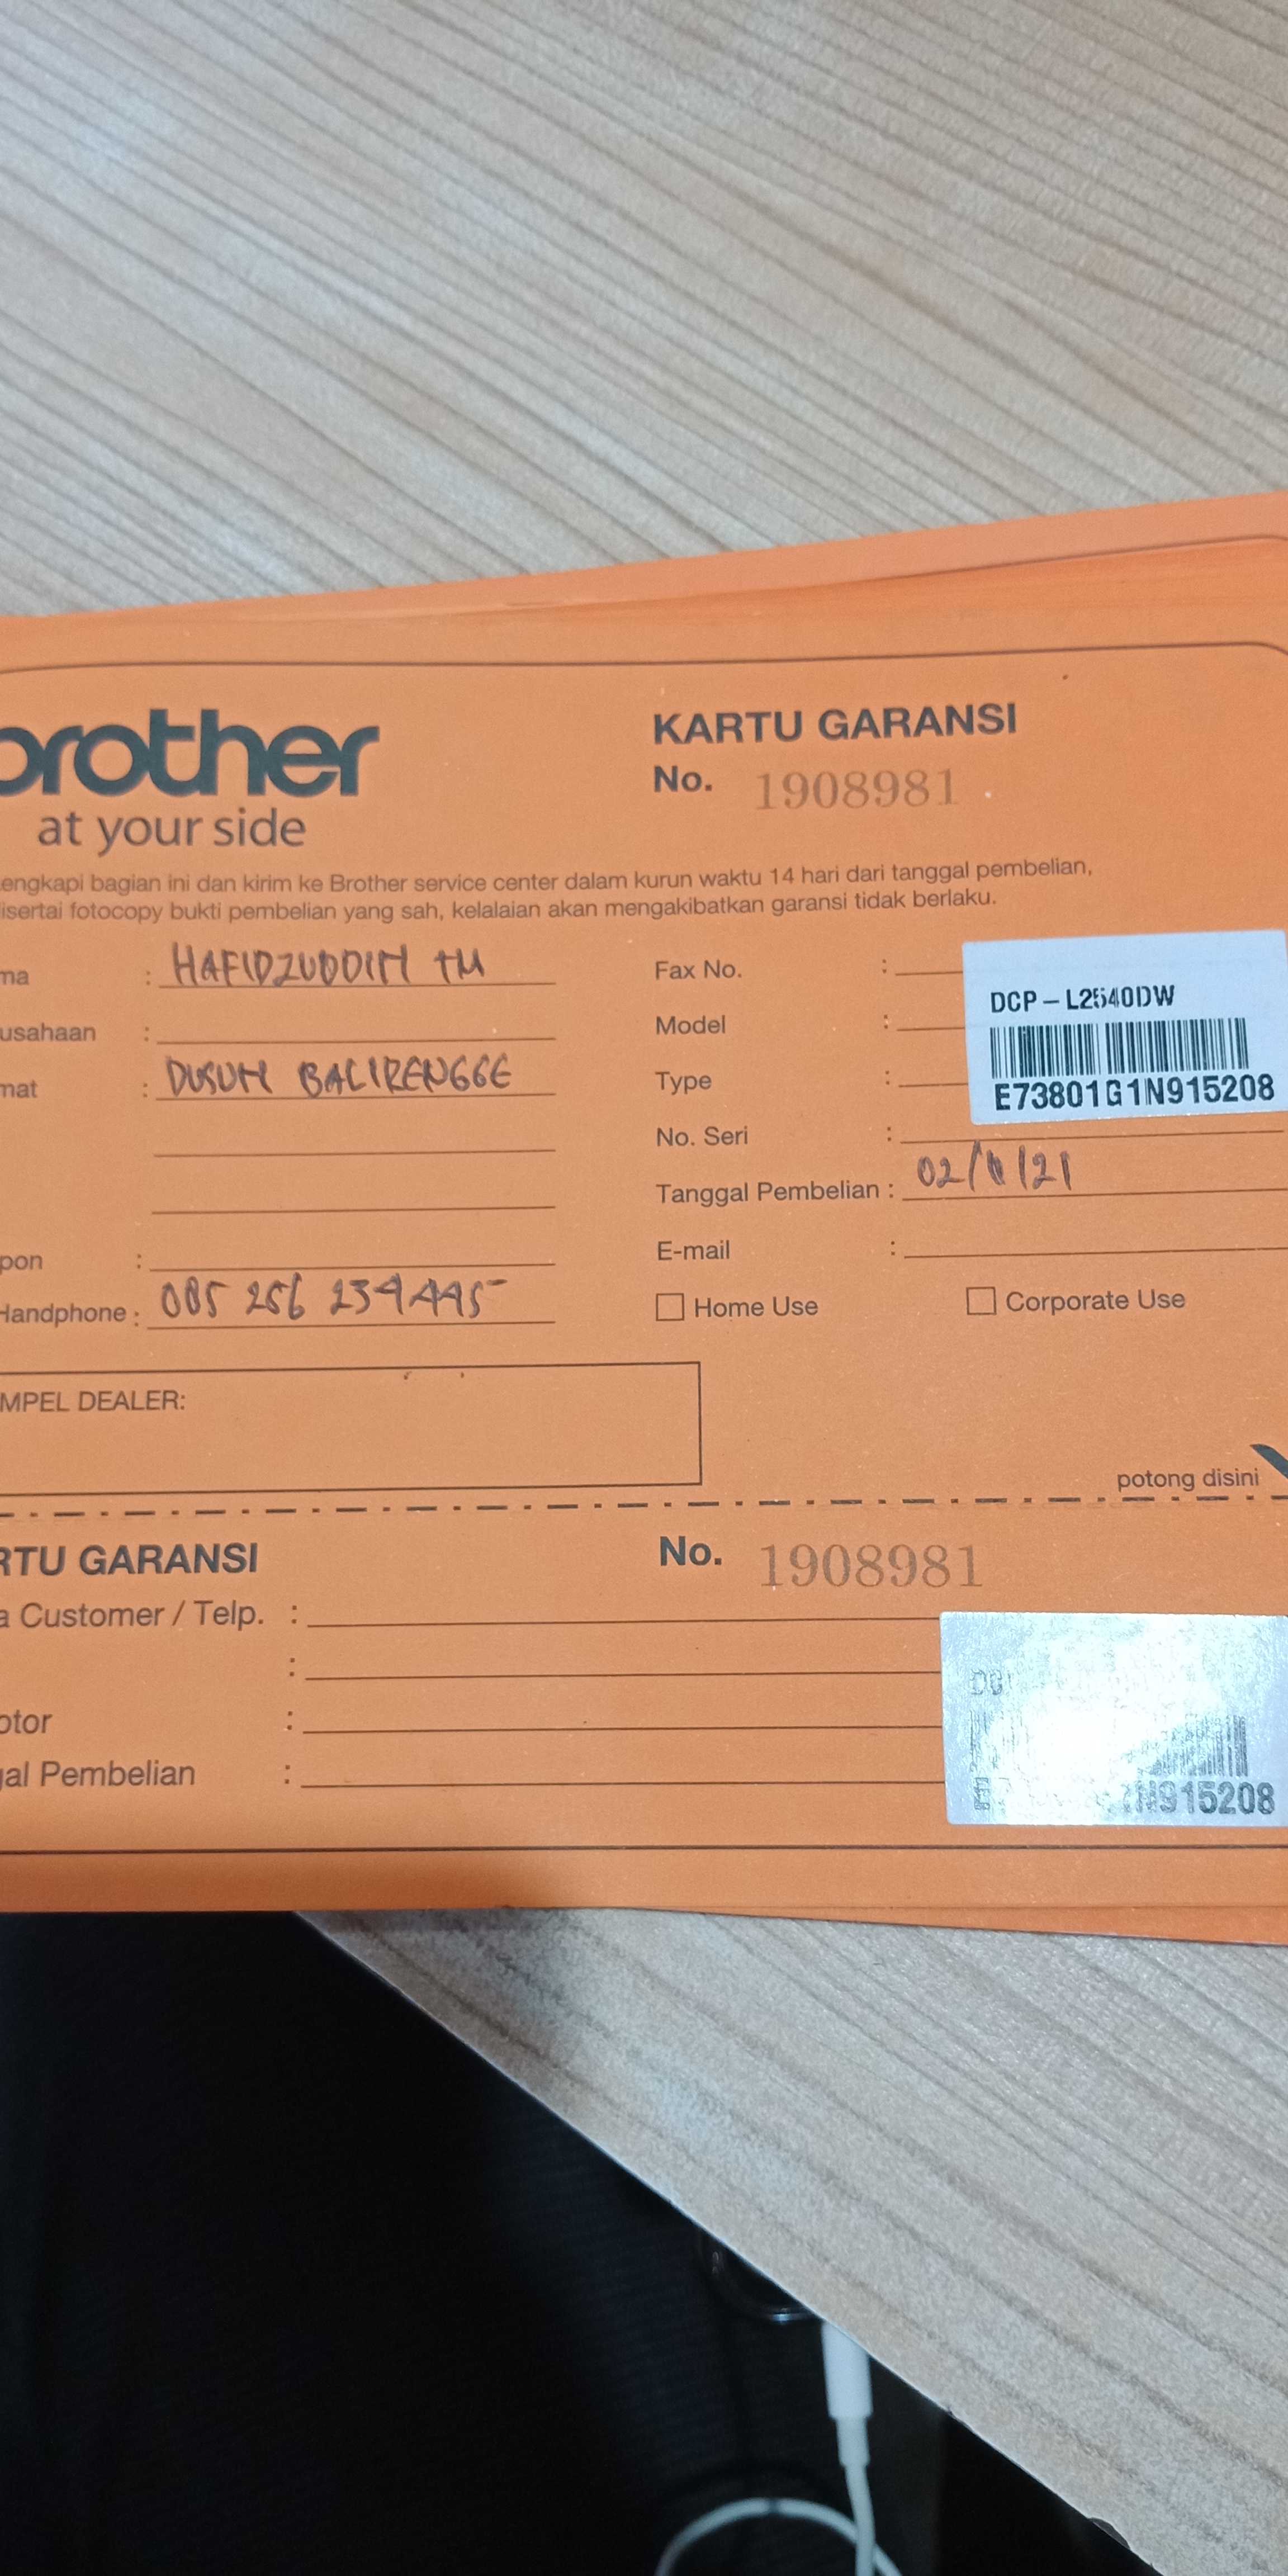 brother
at your side
KARTU GARANSI
No. 1908981
engkapi bagian ini dan kirim ke Brother service center dalam kurun waktu 14 hari dari tanggal pembelian,
isertai fotocopy bukti pembelian yang sah, kelalaian akan mengakibatkan garansi tidak berlaku.
ma : HAFIDZUDDIN TM
usahaan :
mat : DUSUN BALIRENGGE
pon :
Handphone : 085 256 234445
Fax No. :
Model :
Type :
No. Seri :
Tanggal Pembelian : 02/ /21
E-mail :
Home Use
Corporate Use
DCP-L2540DW
E73801G1N915208
MPEL DEALER:
potong disini
RTU GARANSI
No. 1908981
a Customer / Telp. :
:
otor :
al Pembelian :
N915208